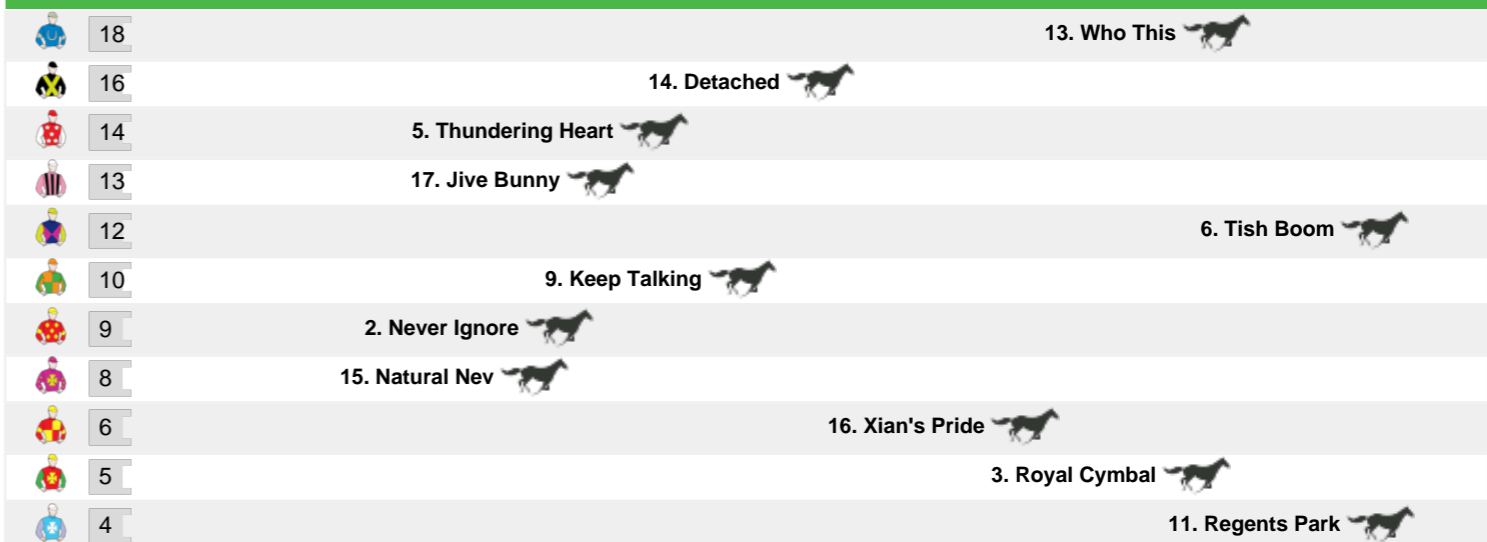 18 13. Who This
16 14. Detached
14 5. Thundering Heart
13 17. Jive Bunny
12 6. Tish Boom
10 9. Keep Talking
9 2. Never Ignore
8 15. Natural Nev
6 16. Xian's Pride
5 3. Royal Cymbal
4 11. Regents Park